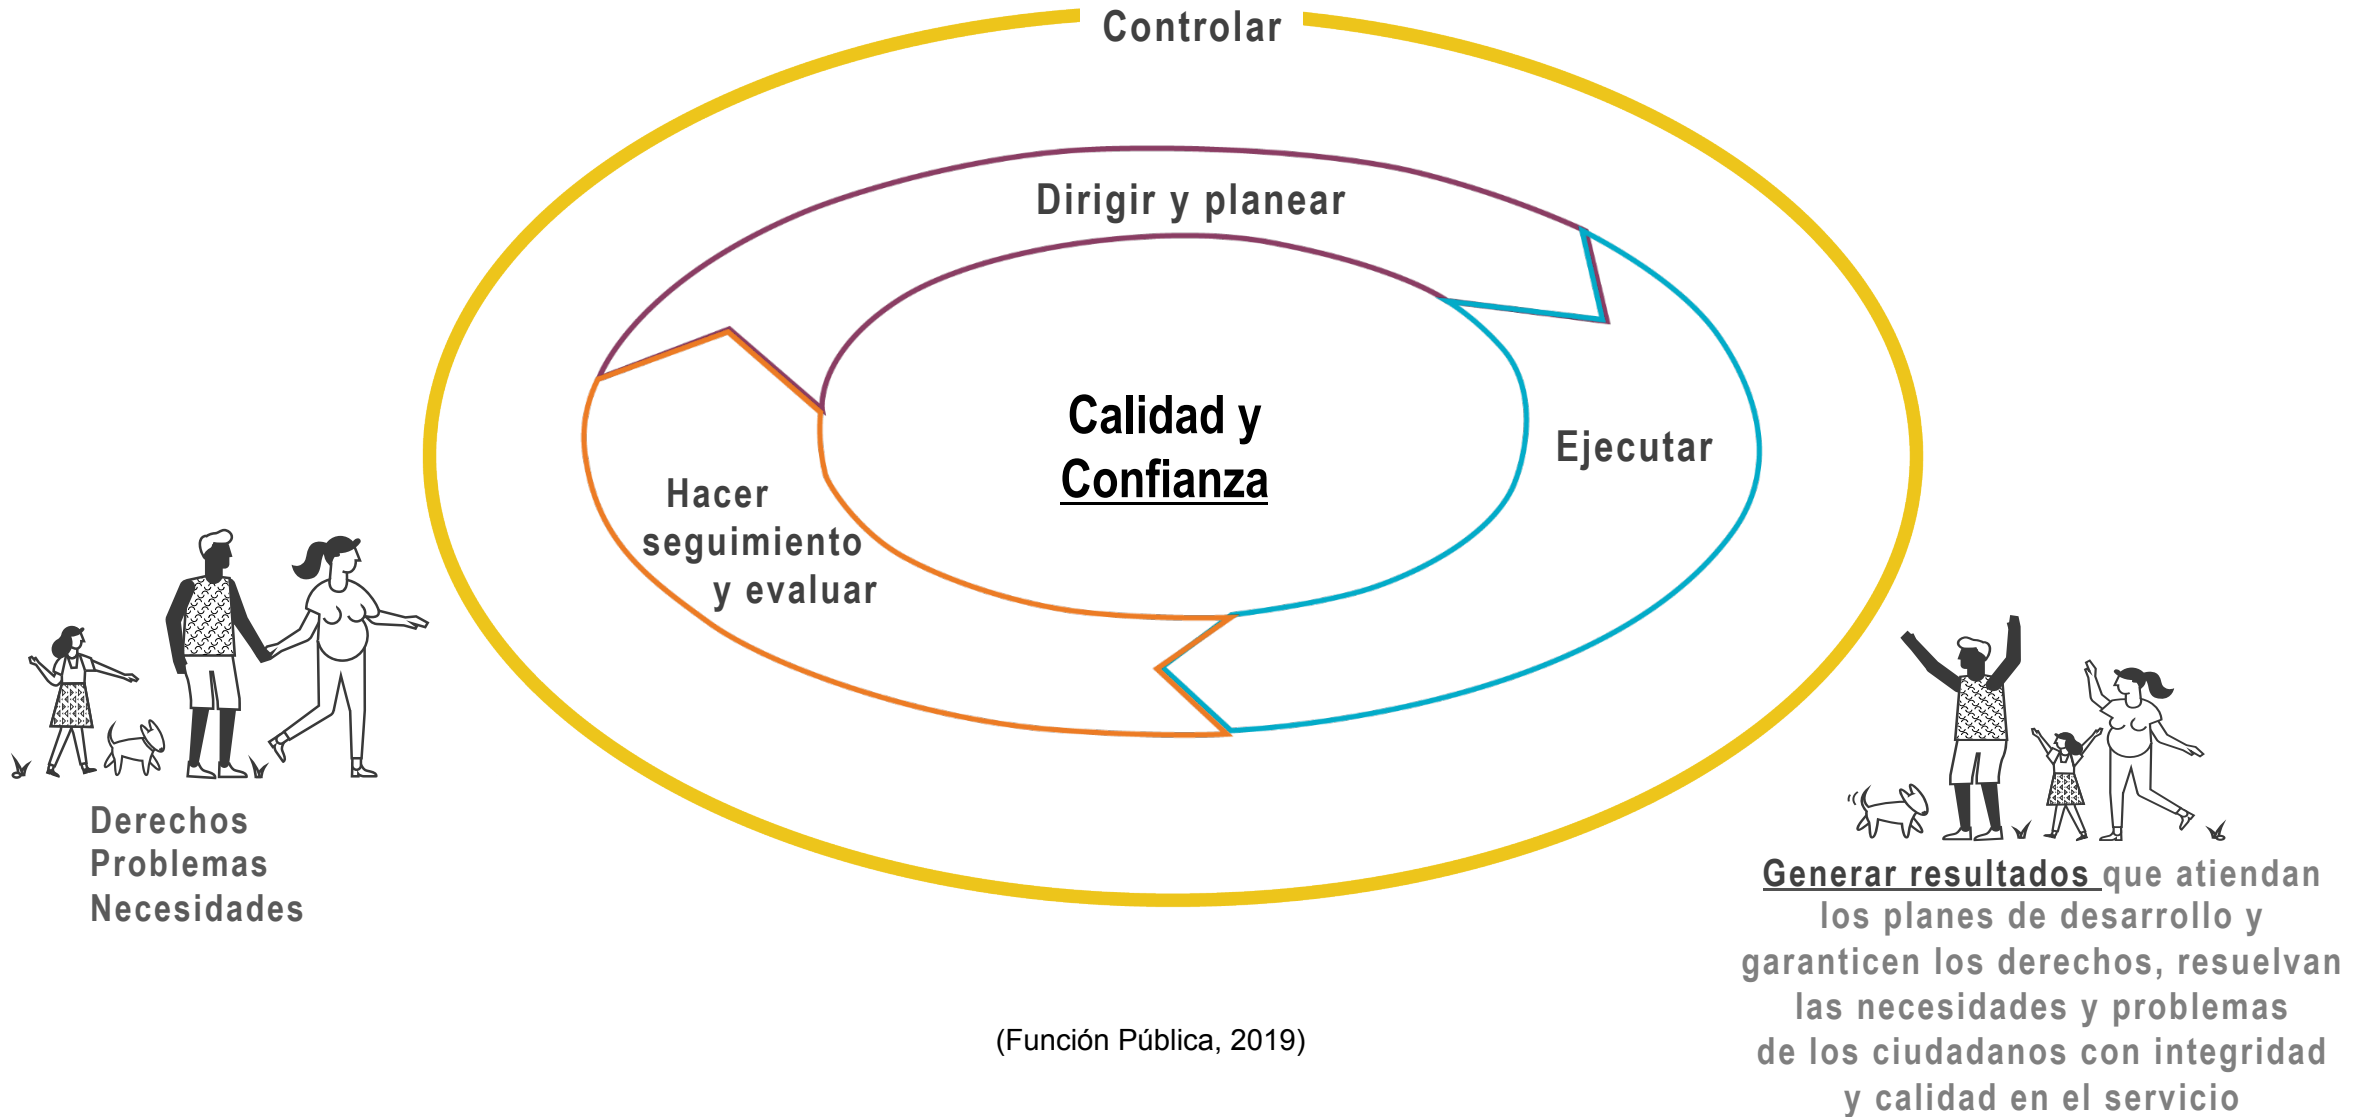 Controlar
Dirigir y planear
Calidad y
Confianza
Ejecutar
Hacer
seguimiento
y evaluar
Derechos
Problemas
Necesidades
Generar resultados que atiendan
los planes de desarrollo y
garanticen los derechos, resuelvan
las necesidades y problemas
de los ciudadanos con integridad
y calidad en el servicio
(Función Pública, 2019)